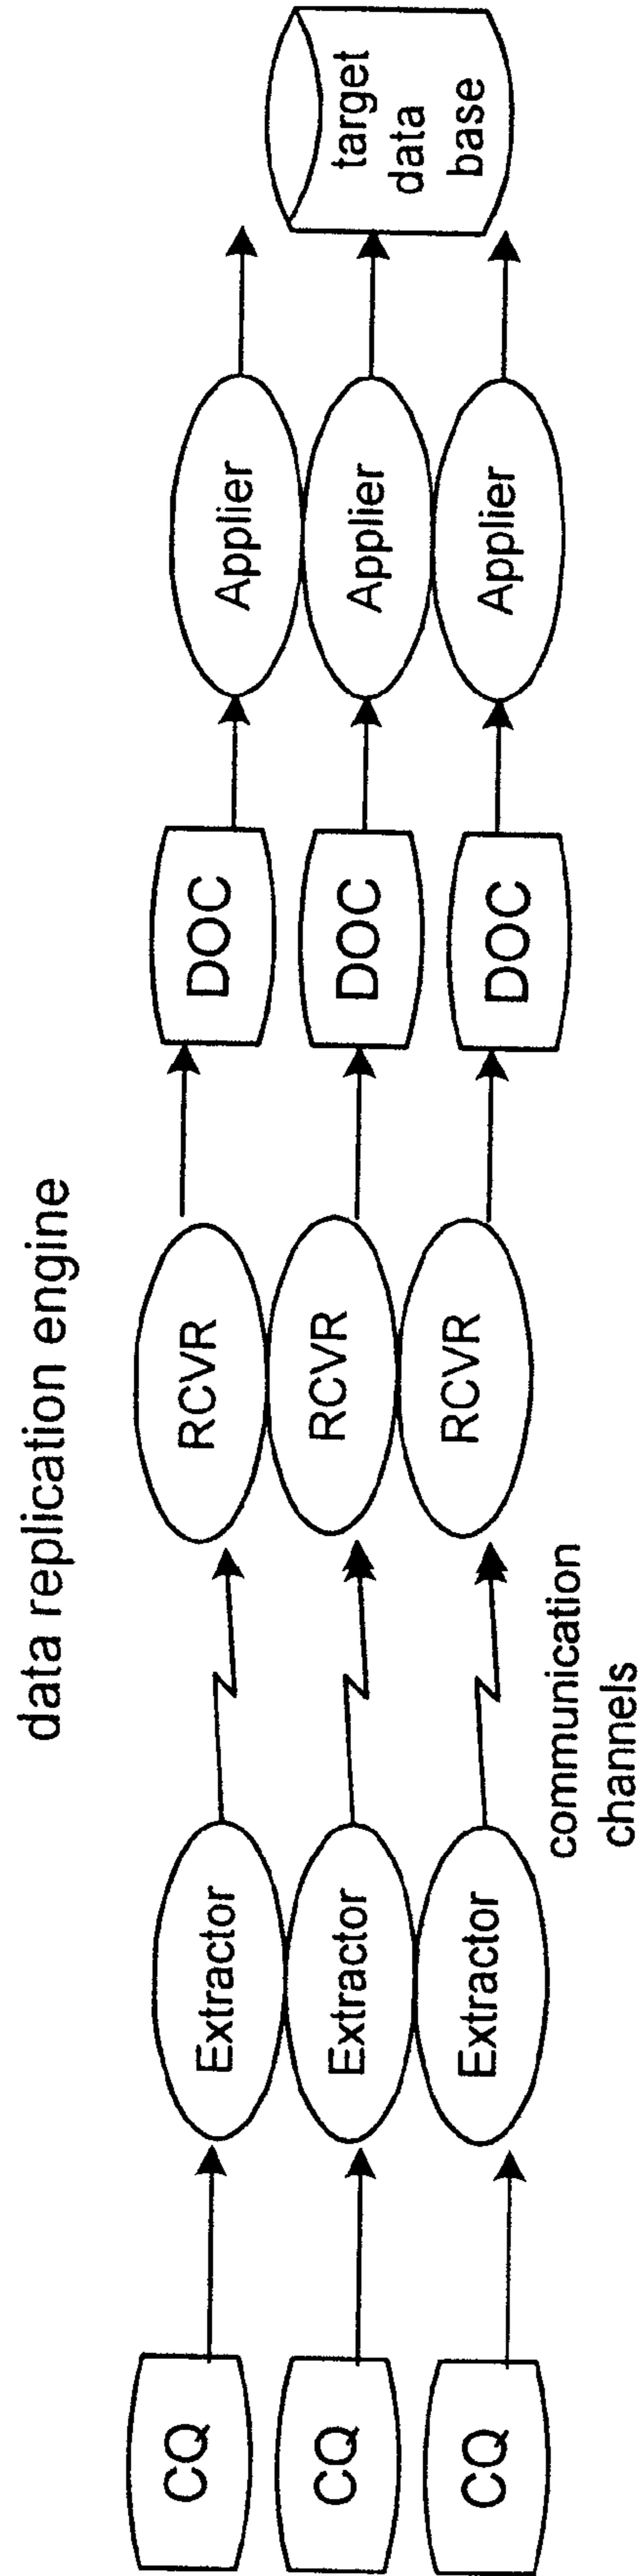 data replication engine
CQ
CQ
CQ
Extractor
Extractor
Extractor
communication
channels
RCVR
RCVR
RCVR
DOC
DOC
DOC
Applier
Applier
Applier
target
data
base